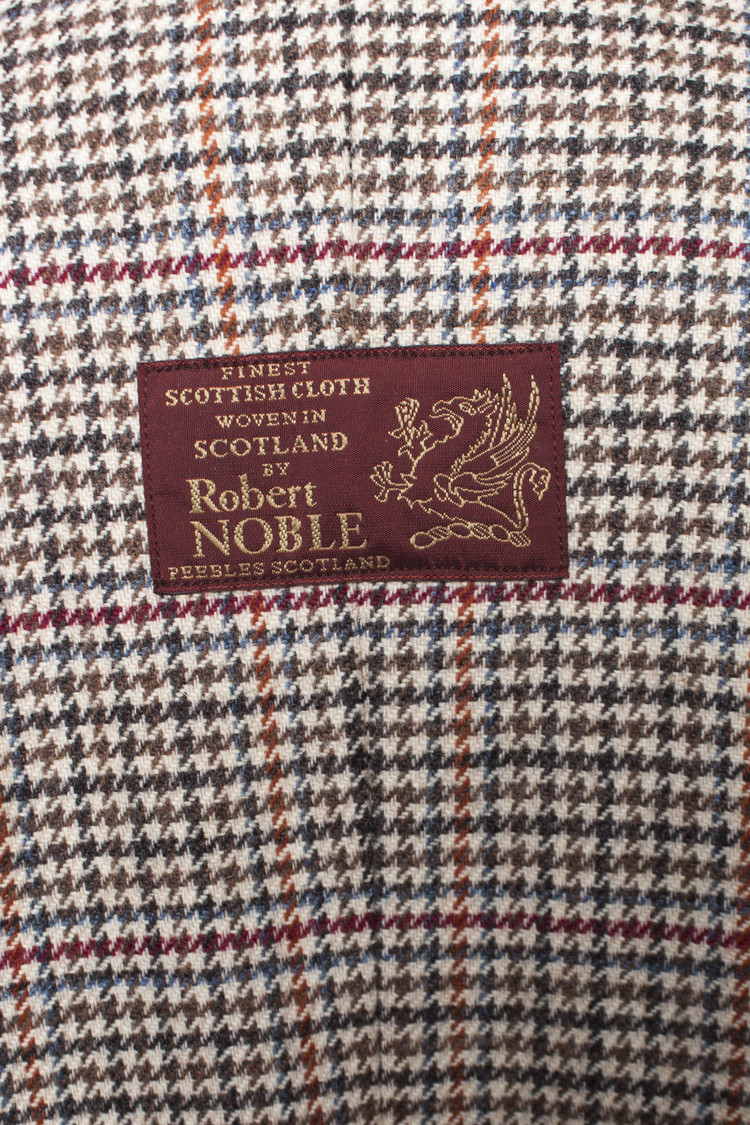 FINEST
SCOTTISH CLOTH
WOVEN IN
SCOTLAND
BY
Robert
NOBLE
PEEBLES SCOTLAND